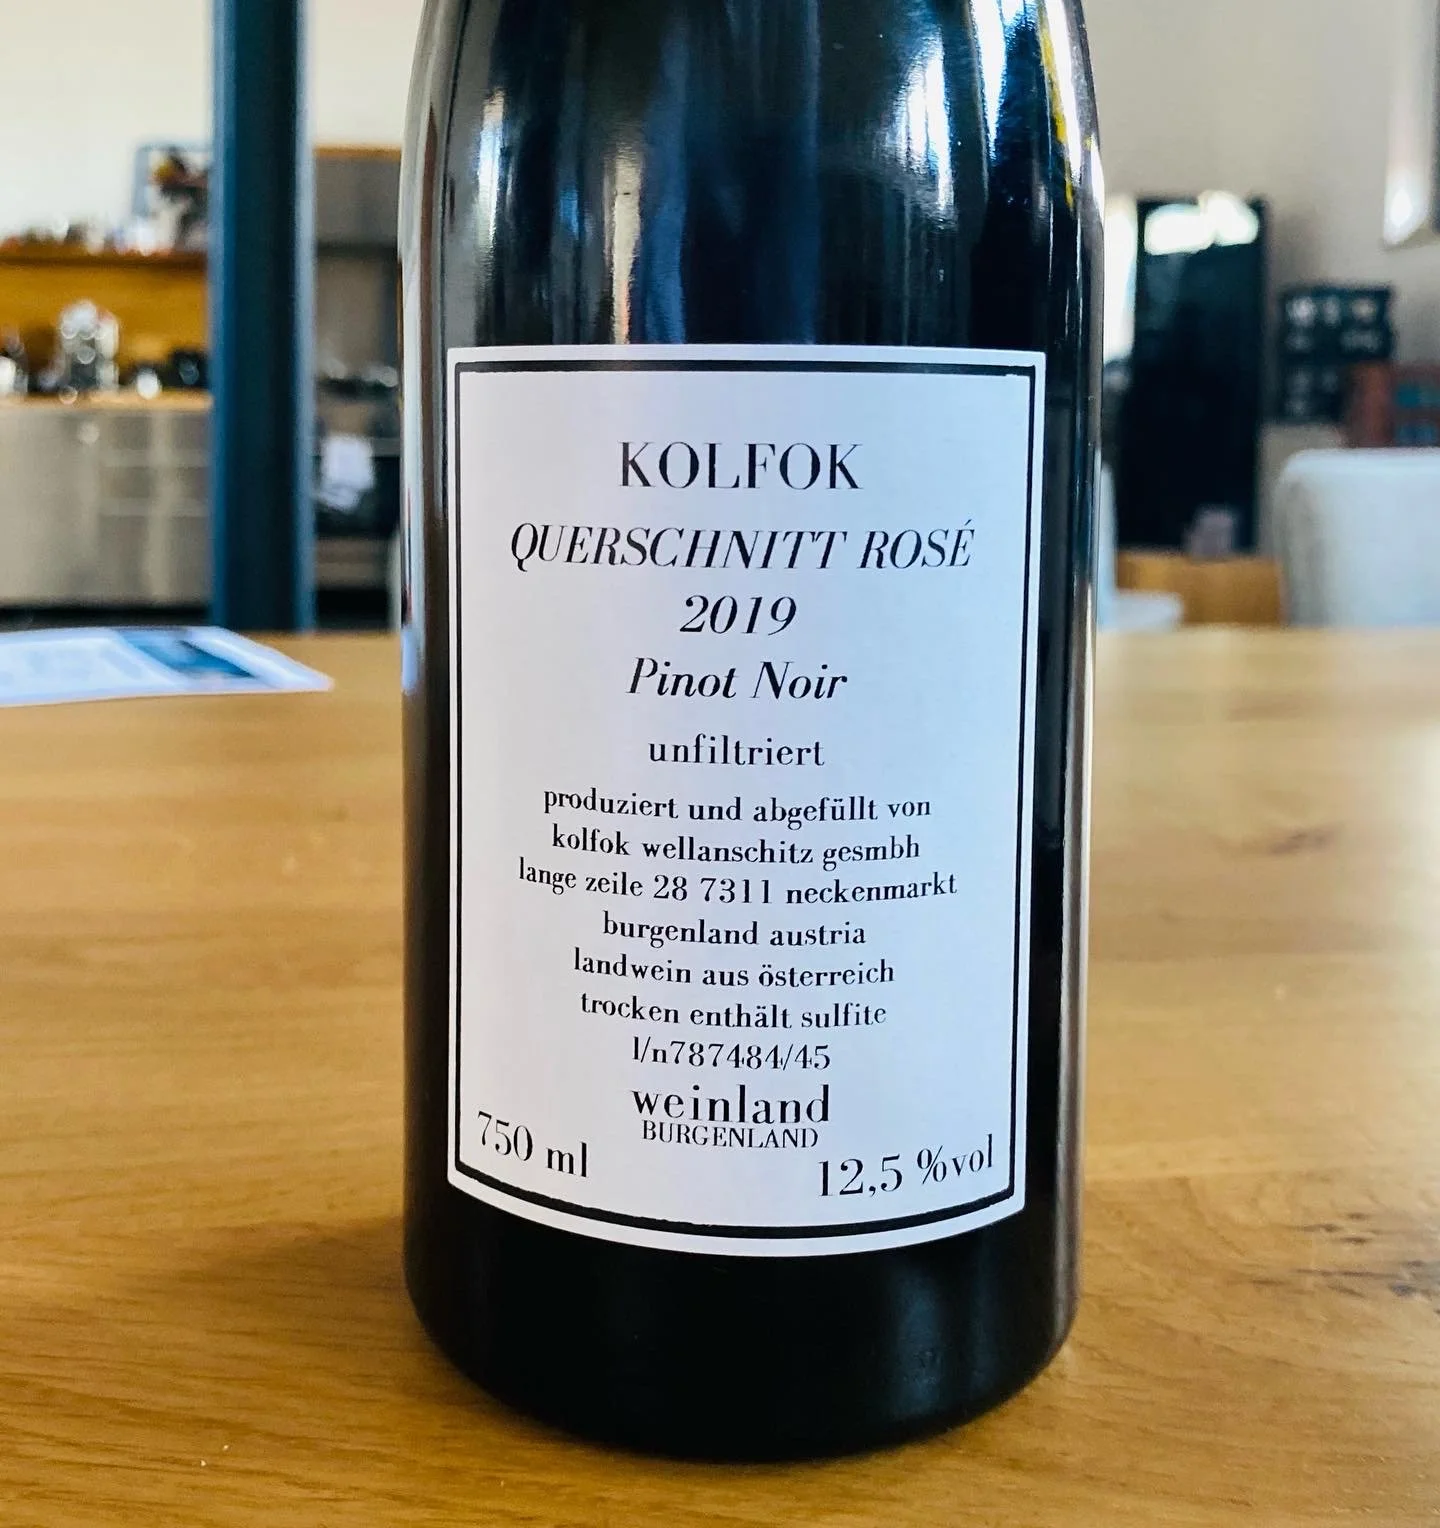 KOLFOK
QUERSCHNITT ROSÉ
2019
Pinot Noir
unfiltriert
produziert und abgefüllt von
kolfok wellanschitz gesmbh
lange zeile 28 7311 neckenmarkt
burgenland austria
landwein aus österreich
trocken enthält sulfite
l/n787484/45
weinland
BURGENLAND
750 ml
12,5 %vol